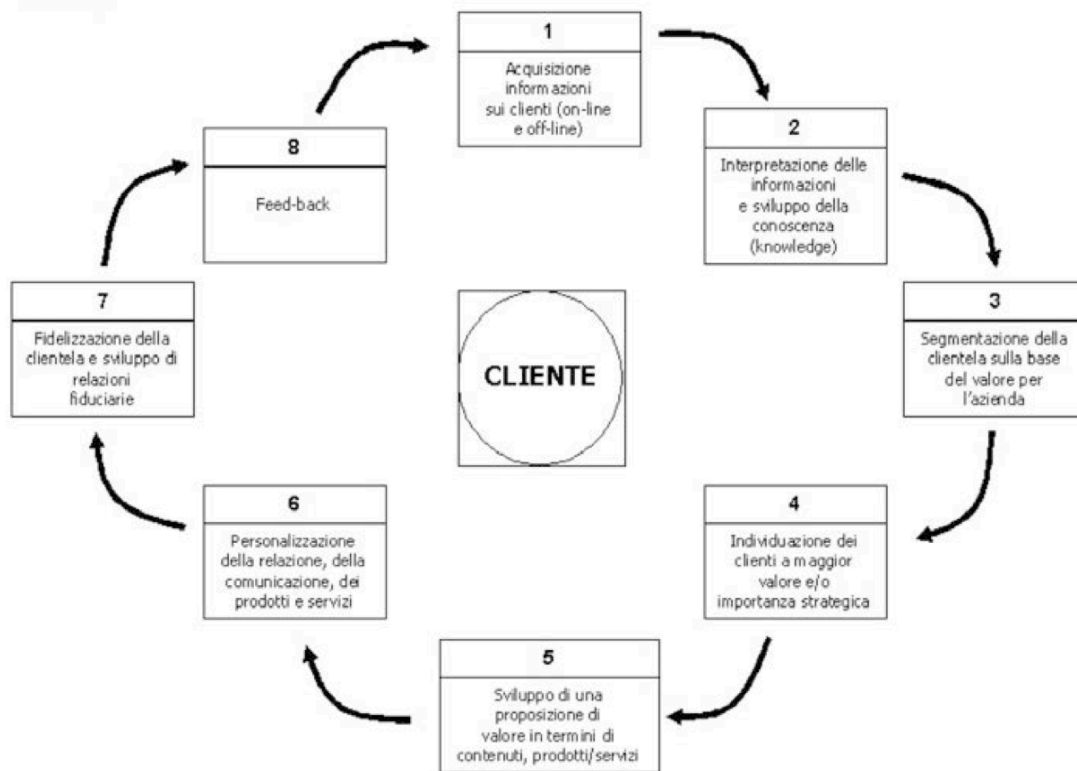 1
Acquisizione
informazioni
sui clienti (on-line
e off-line)
2
Interpretazione delle
informazioni
e sviluppo della
conoscenza
(knowledge)
3
Segmentazione della
clientela sulla base
del valore per
l'azienda
4
Individuazione dei
clienti a maggior
valore e/o
importanza strategica
5
Sviluppo di una
proposizione di
valore in termini di
contenuti, prodotti/servizi
6
Personalizzazione
della relazione, della
comunicazione, dei
prodotti e servizi
7
Fidelizzazione della
clientela e sviluppo di
relazioni
fiduciarie
8
Feed-back
CLIENTE